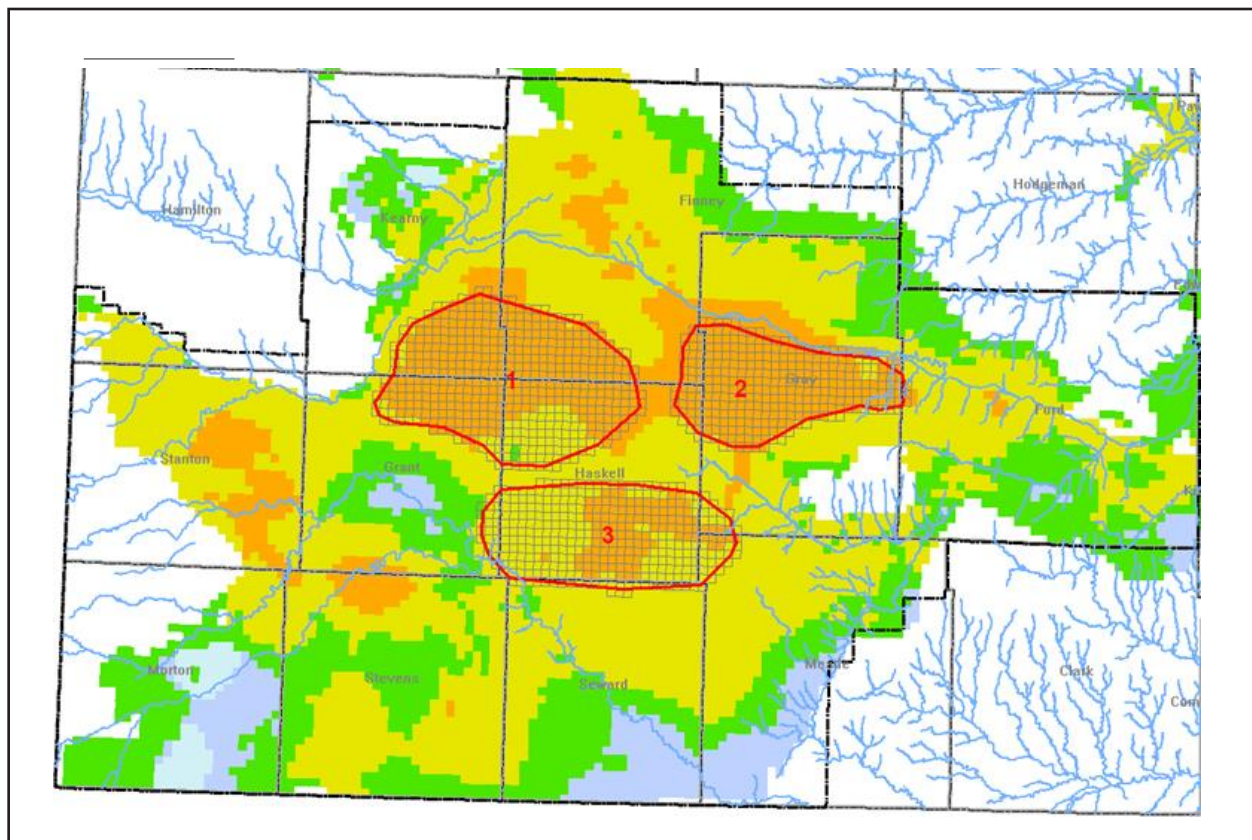 Hodgeman
Finney
Hamilton
Kearny
1
2
Gray
Ford
Stanton
Grant
Haskell
3
Morton
Stevens
Seward
Meade
Clark